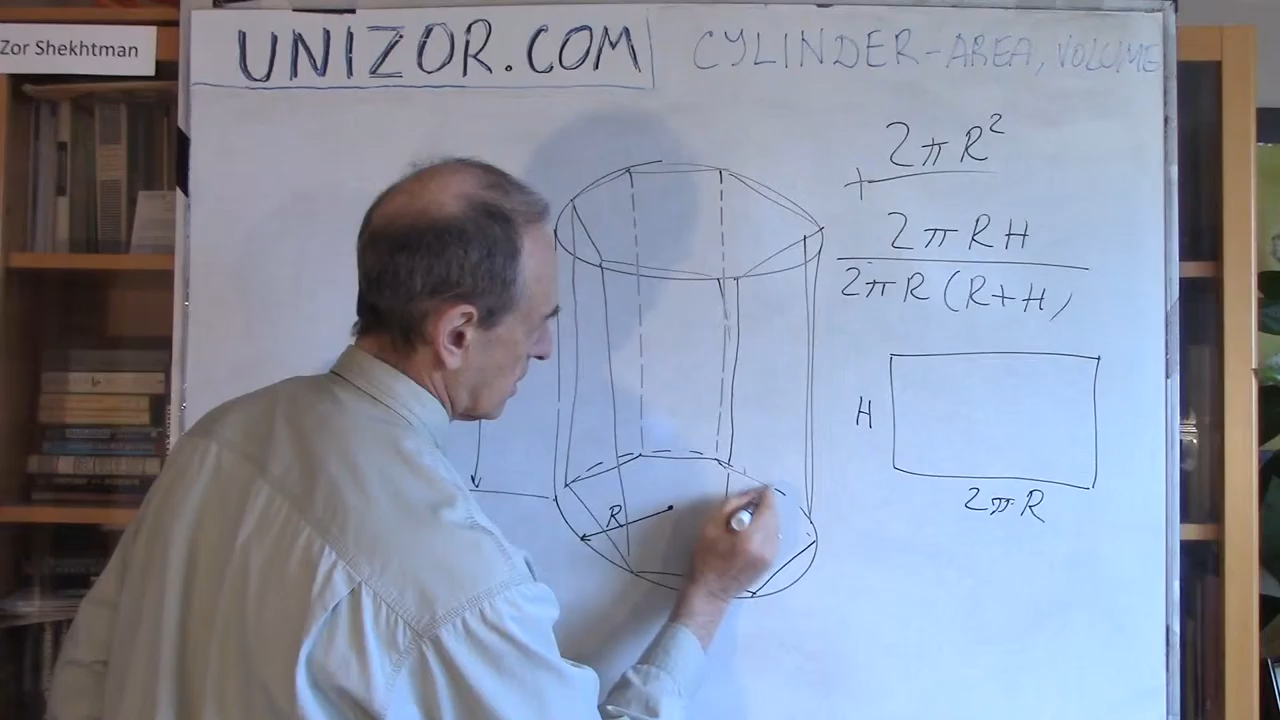 Zor Shekhtman
UNIZOR.COM
CYLINDER-AREA, VOLUME
2πR²
+
2πRH
2πR(R+H)
H
2πR
R